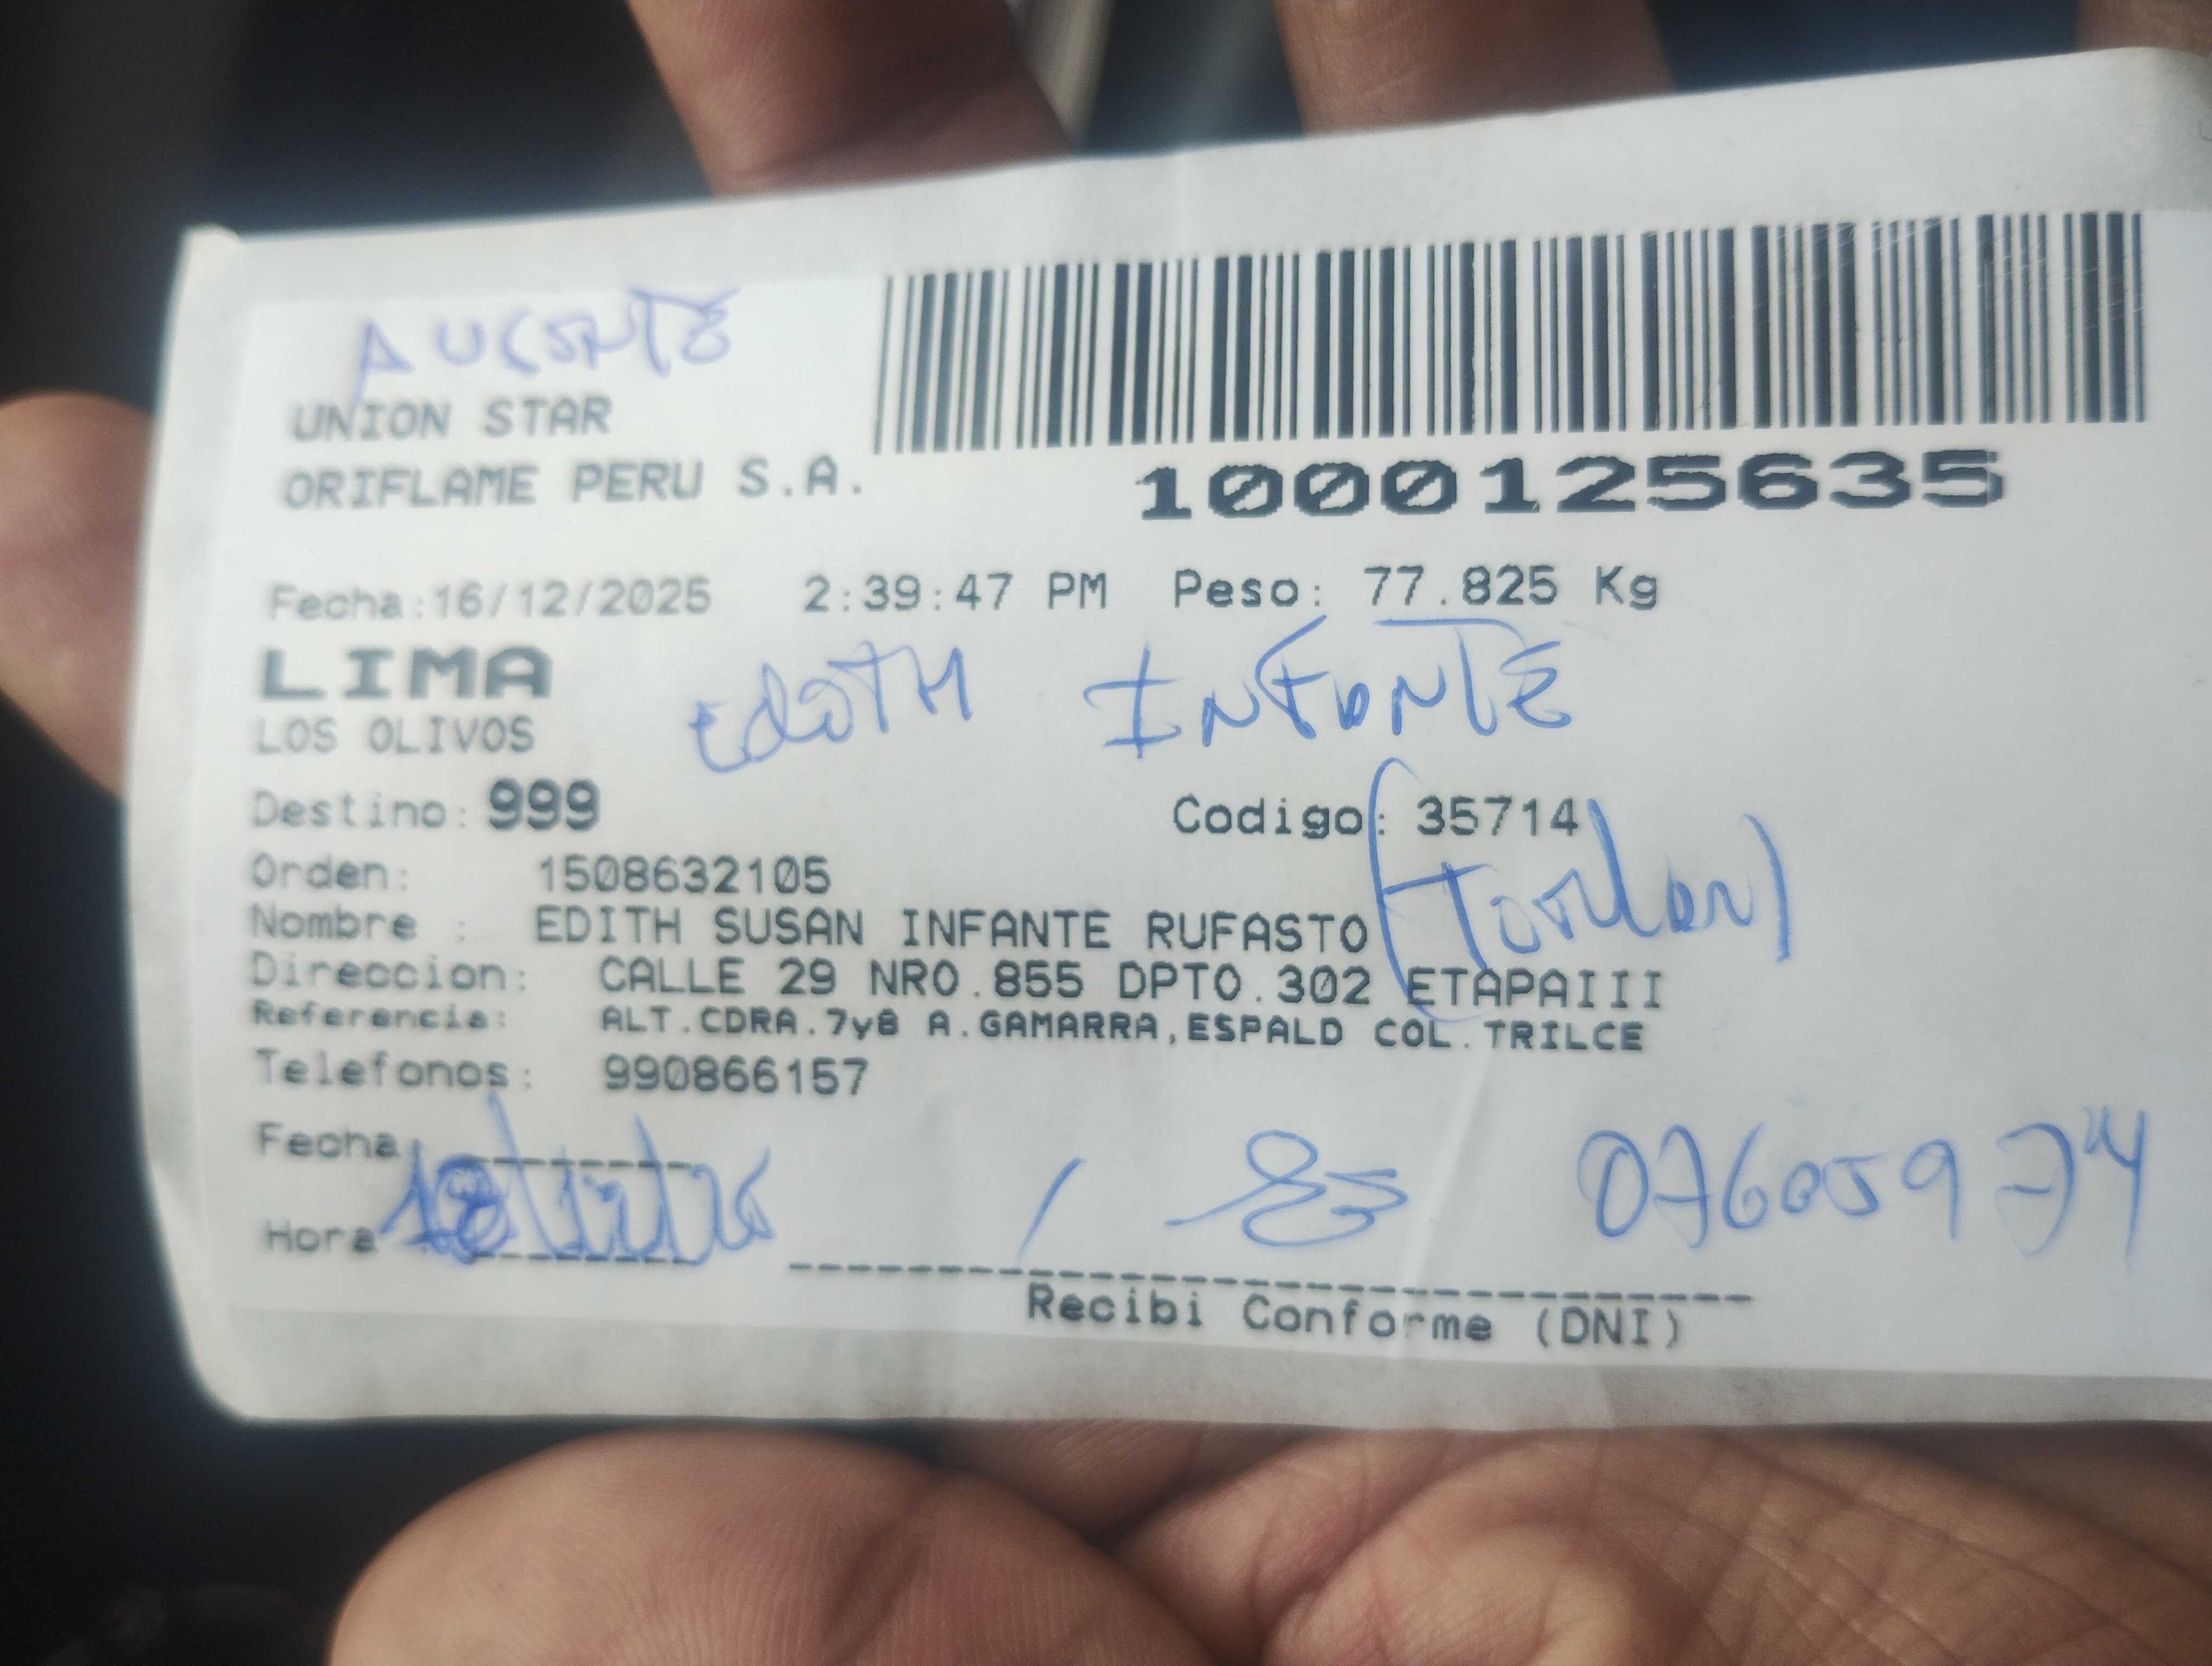 AUSENTE
UNION STAR
ORIFLAME PERU S.A.
1000125635
Fecha:16/12/2025 2:39:47 PM Peso: 77.825 Kg
LIMA
EDITH INFANTE
LOS OLIVOS
Destino: 999 Codigo: 35714
(Titular)
Orden: 1508632105
Nombre : EDITH SUSAN INFANTE RUFASTO
Direccion: CALLE 29 NRO.855 DPTO.302 ETAPAIII
Referencia: ALT.CDRA.7y8 A.GAMARRA,ESPALD COL.TRILCE
Telefonos: 990866157
Fecha
Hora
Recibi Conforme (DNI)